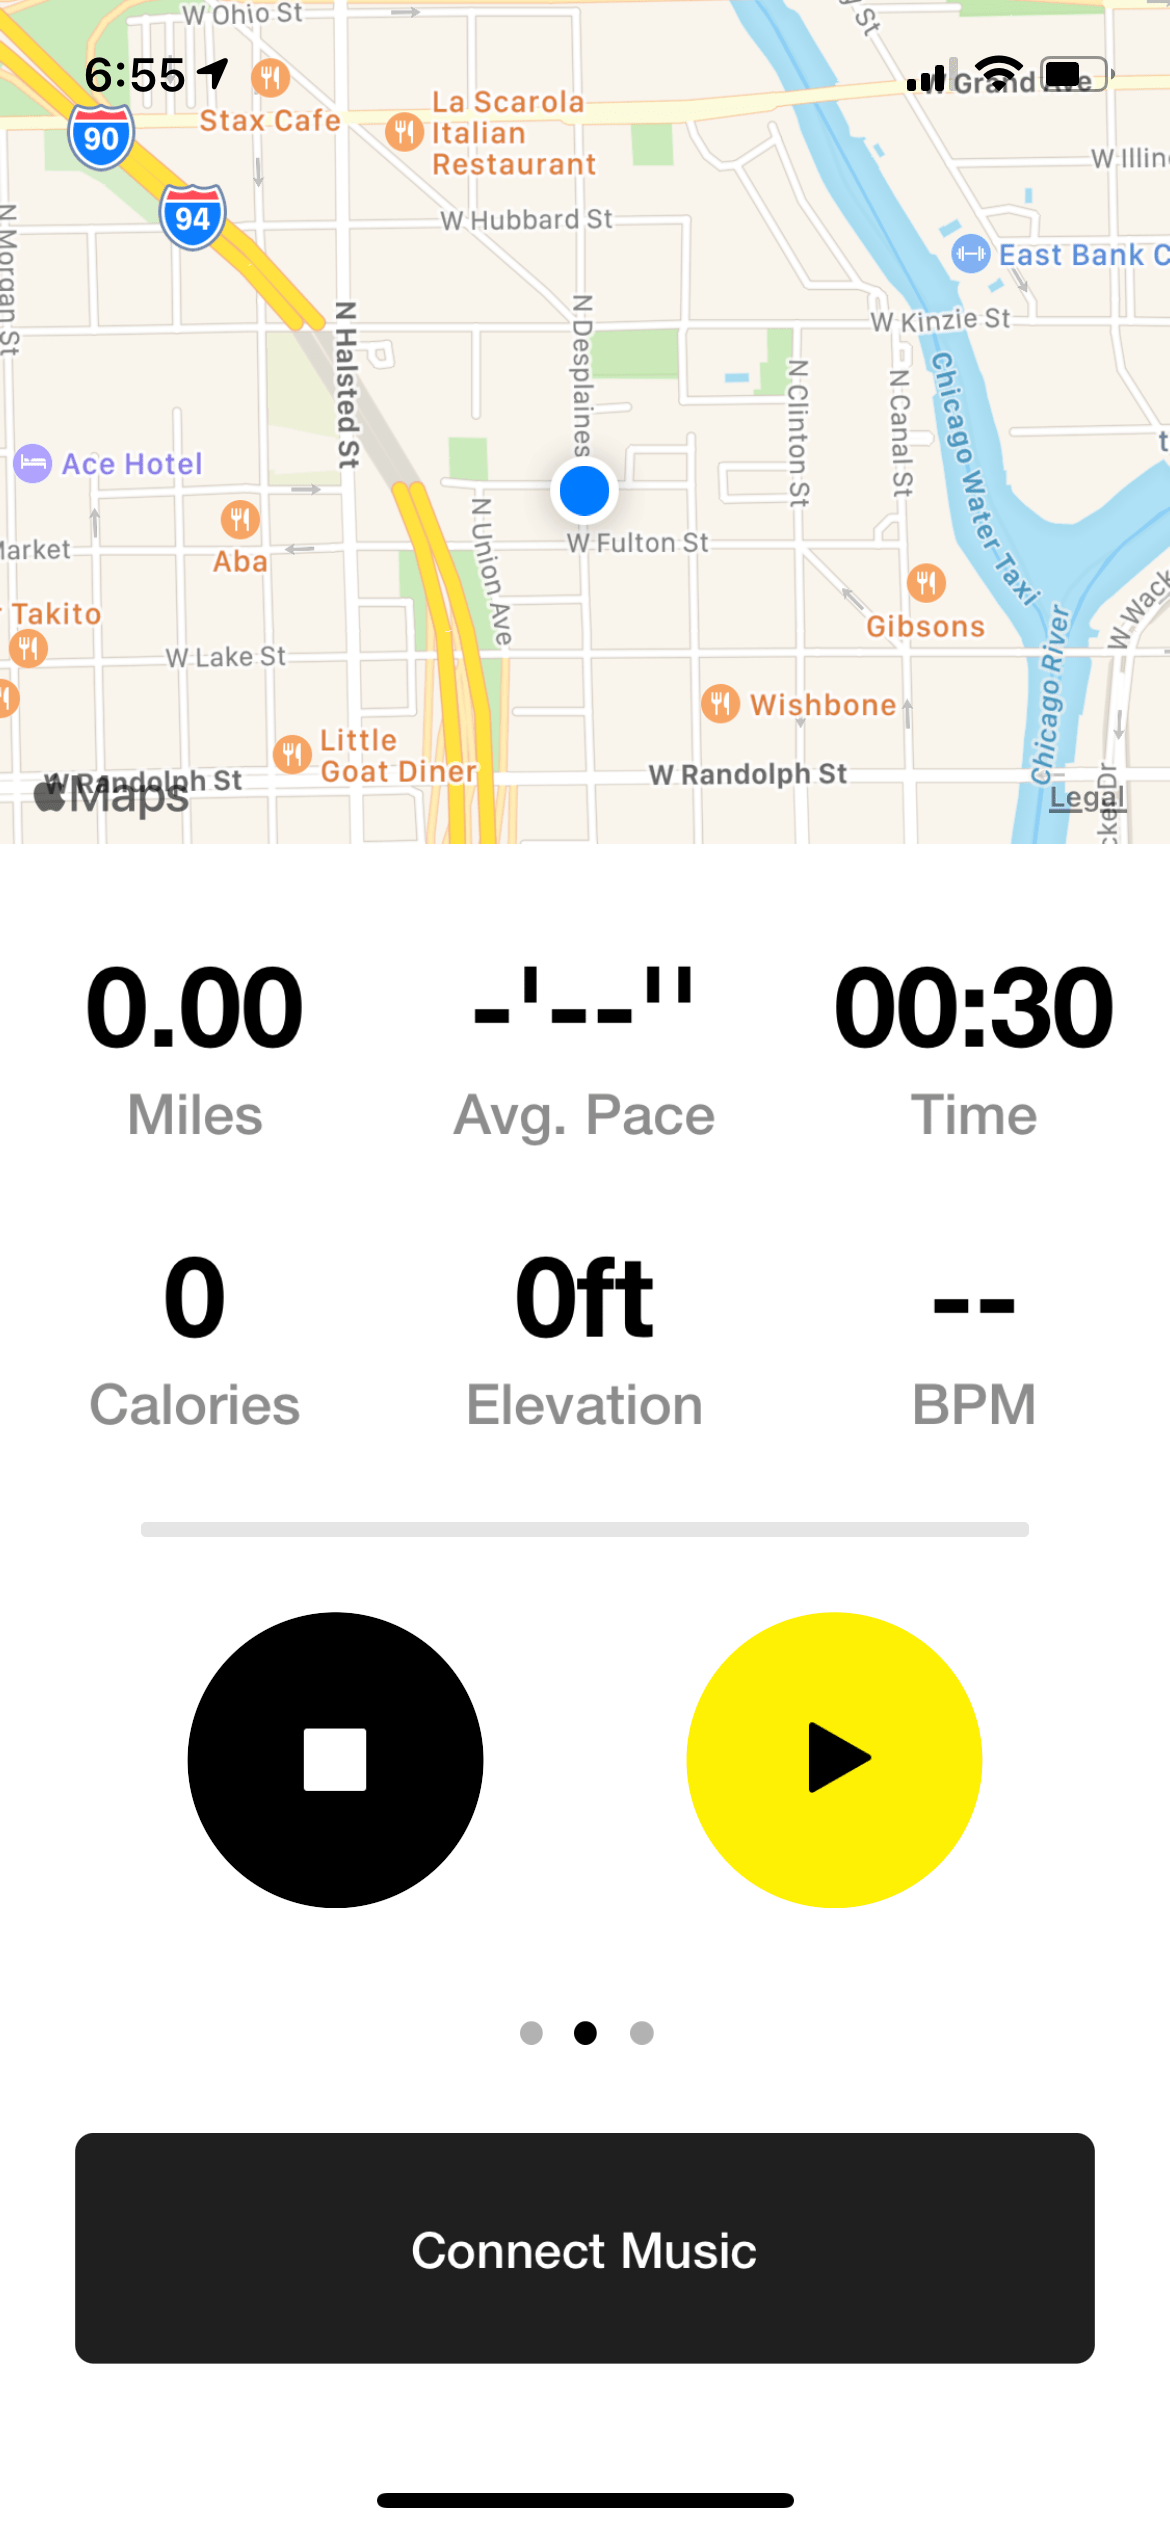 W Ohio St
6:55
W Grand Ave
Stax Cafe
La Scarola
Italian
Restaurant
90
W Illin
94
W Hubbard St
East Bank C
N Morgan St
N Halsted St
N Desplaines
W Kinzie St
N Clinton St
N Canal St
Chicago Water Taxi
Ace Hotel
N Union Ave
W Fulton St
Market
Aba
Takito
Gibsons
W Wack
W Lake St
Chicago River
Wishbone
Little
Goat Diner
W Randolph St
W Randolph St
Maps
Legal
cker Dr
0.00
-'--''
00:30
Miles
Avg. Pace
Time
0
0ft
--
Calories
Elevation
BPM
Connect Music